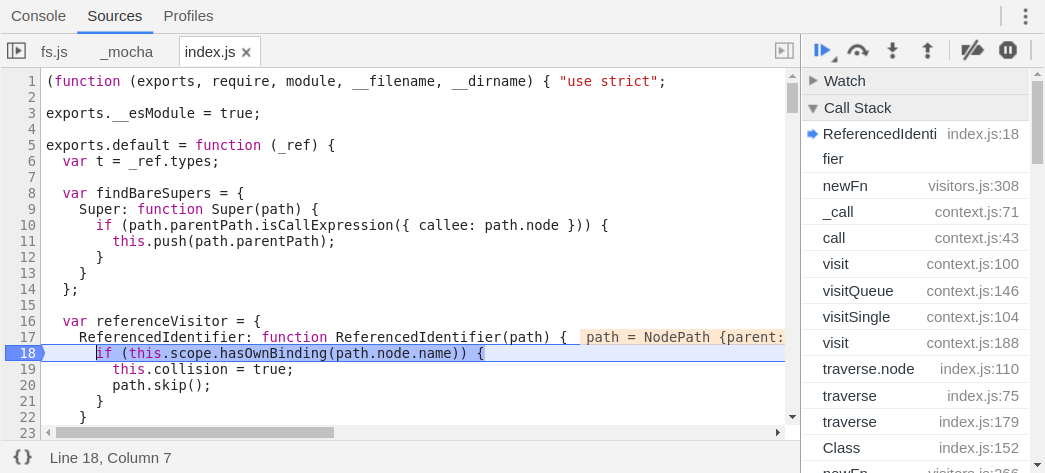 Console Sources Profiles
fs.js _mocha index.js ×
1 (function (exports, require, module, __filename, __dirname) { "use strict";
2
3 exports.__esModule = true;
4
5 exports.default = function (_ref) {
6   var t = _ref.types;
7
8   var findBareSupers = {
9     Super: function Super(path) {
10       if (path.parentPath.isCallExpression({ callee: path.node })) {
11         this.push(path.parentPath);
12       }
13     }
14   };
15
16   var referenceVisitor = {
17     ReferencedIdentifier: function ReferencedIdentifier(path) { path = NodePath {parent:
18       if (this.scope.hasOwnBinding(path.node.name)) {
19         this.collision = true;
20         path.skip();
21       }
22     }
23
{} Line 18, Column 7
Watch
Call Stack
ReferencedIdenti index.js:18
fier
newFn visitors.js:308
_call context.js:71
call context.js:43
visit context.js:100
visitQueue context.js:146
visitSingle context.js:104
visit context.js:188
traverse.node index.js:110
traverse index.js:75
traverse index.js:179
Class index.js:152
newFn visitors.js:266